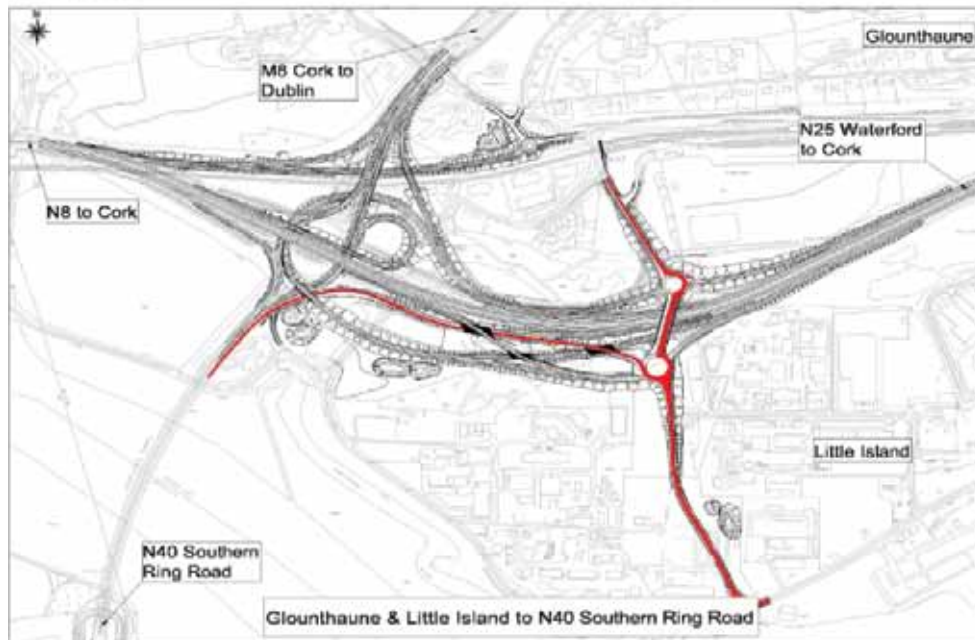 Glounthaune
M8 Cork to
Dublin
N25 Waterford
to Cork
N8 to Cork
Little Island
N40 Southern
Ring Road
Glounthaune & Little Island to N40 Southern Ring Road